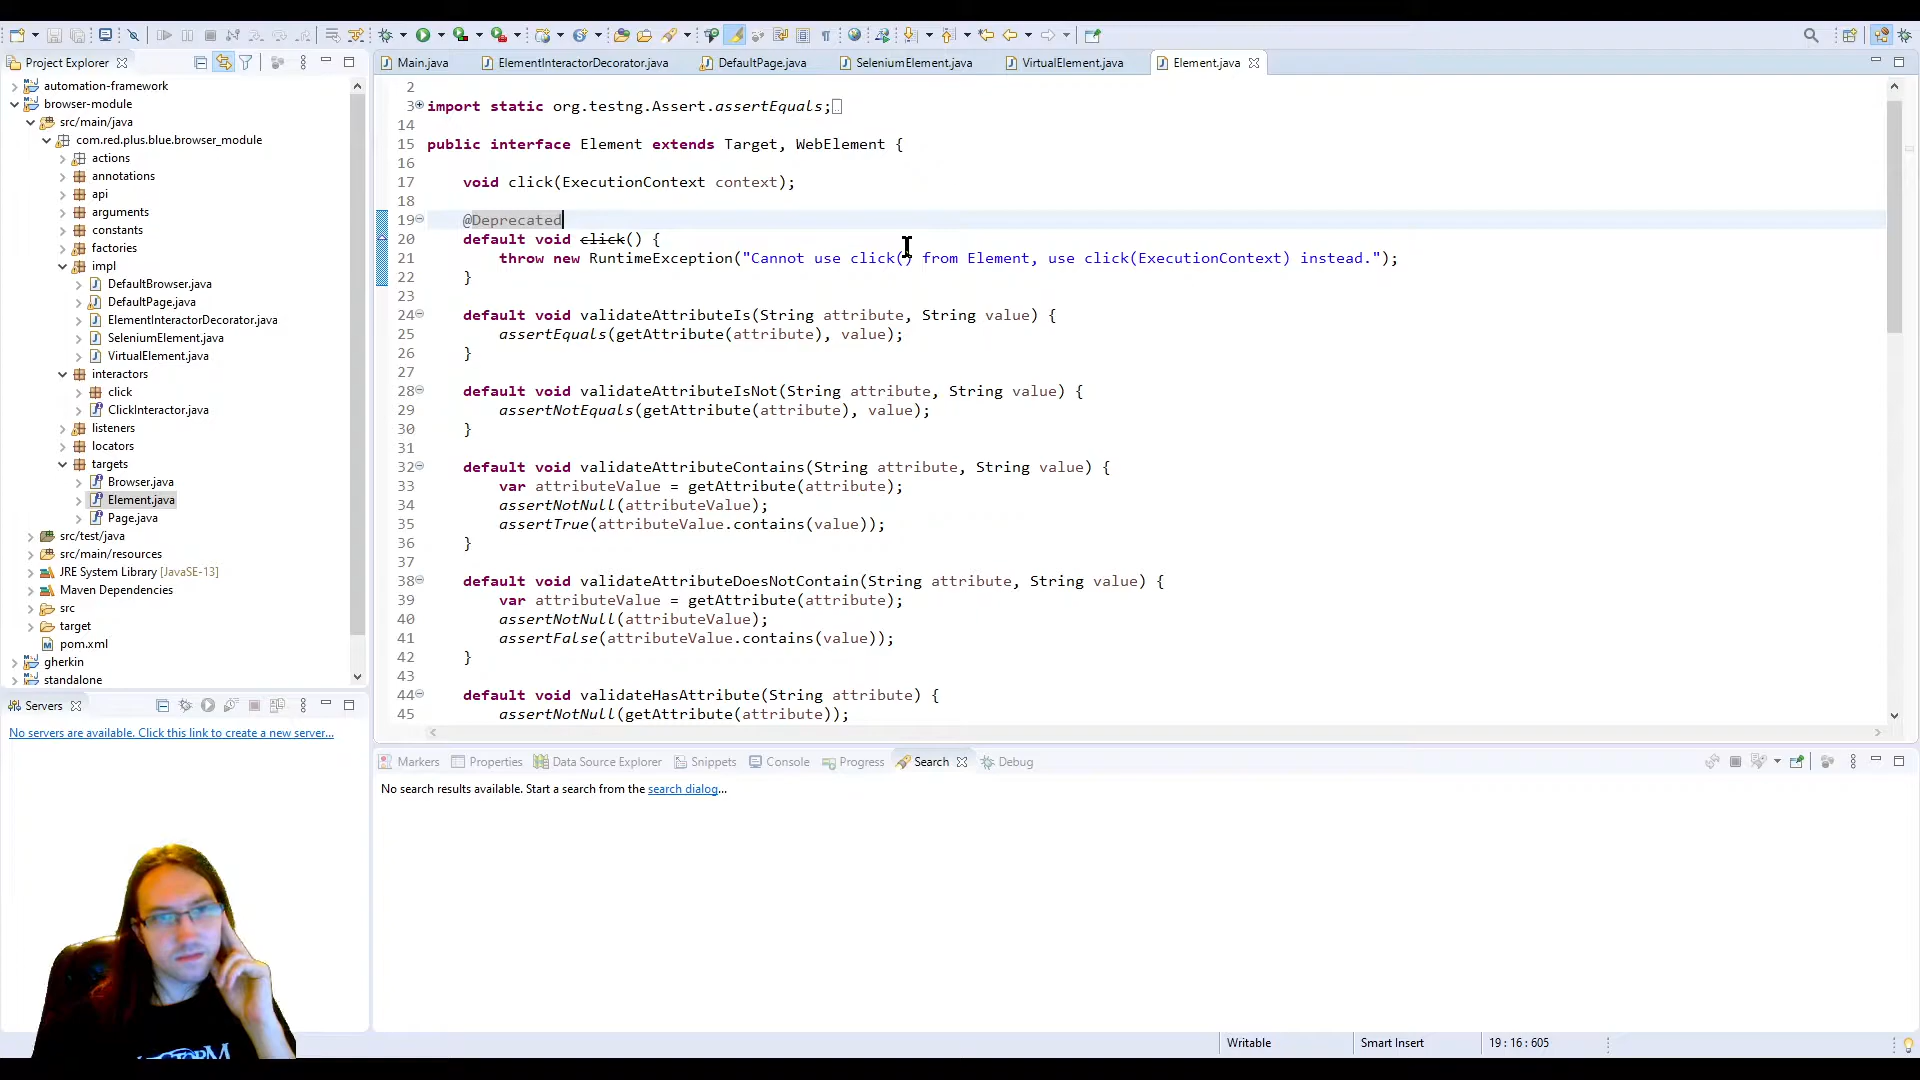 Project Explorer
automation-framework
browser-module
src/main/java
com.red.plus.blue.browser_module
actions
annotations
api
arguments
constants
factories
impl
DefaultBrowser.java
DefaultPage.java
ElementInteractorDecorator.java
SeleniumElement.java
VirtualElement.java
interactors
click
ClickInteractor.java
listeners
locators
targets
Browser.java
Element.java
Page.java
src/test/java
src/main/resources
JRE System Library [JavaSE-13]
Maven Dependencies
src
target
pom.xml
gherkin
standalone
Servers
No servers are available. Click this link to create a new server...
Main.java
ElementInteractorDecorator.java
DefaultPage.java
SeleniumElement.java
VirtualElement.java
Element.java
2
3 import static org.testng.Assert.assertEquals;
14
15 public interface Element extends Target, WebElement {
16
17 void click(ExecutionContext context);
18
19 @Deprecated
20 default void click() {
21 throw new RuntimeException("Cannot use click() from Element, use click(ExecutionContext) instead.");
22 }
23
24 default void validateAttributeIs(String attribute, String value) {
25 assertEquals(getAttribute(attribute), value);
26 }
27
28 default void validateAttributeIsNot(String attribute, String value) {
29 assertNotEquals(getAttribute(attribute), value);
30 }
31
32 default void validateAttributeContains(String attribute, String value) {
33 var attributeValue = getAttribute(attribute);
34 assertNotNull(attributeValue);
35 assertTrue(attributeValue.contains(value));
36 }
37
38 default void validateAttributeDoesNotContain(String attribute, String value) {
39 var attributeValue = getAttribute(attribute);
40 assertNotNull(attributeValue);
41 assertFalse(attributeValue.contains(value));
42 }
43
44 default void validateHasAttribute(String attribute) {
45 assertNotNull(getAttribute(attribute));
Markers
Properties
Data Source Explorer
Snippets
Console
Progress
Search
Debug
No search results available. Start a search from the search dialog...
Writable
Smart Insert
19 : 16 : 605